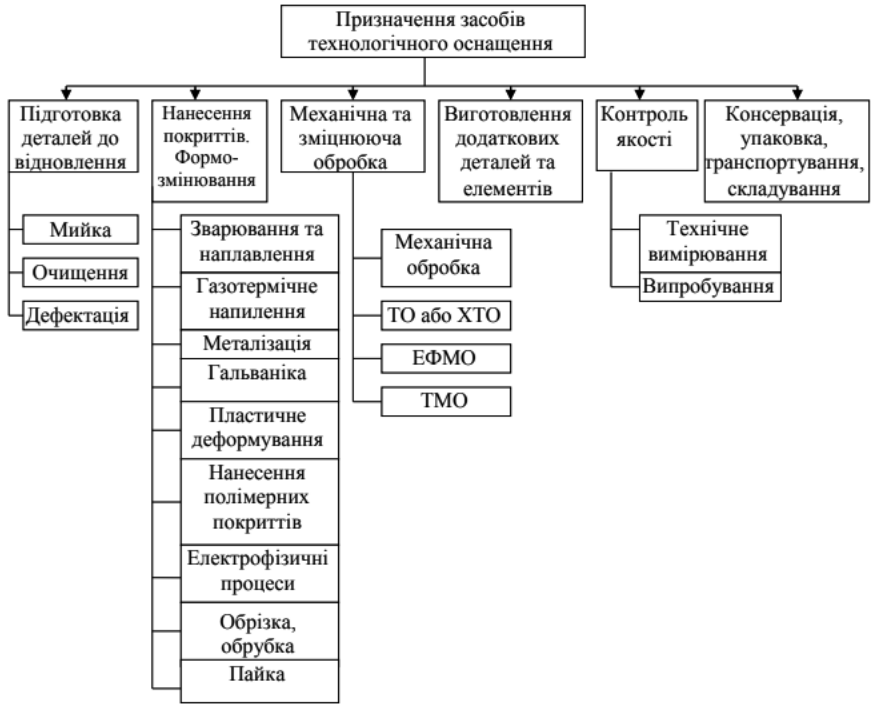 Призначення засобів
технологічного оснащення
Підготовка
деталей до
відновлення
Мийка
Очищення
Дефектація
Нанесення
покриттів.
Формо-
змінювання
Зварювання та
наплавлення
Газотермічне
напилення
Металізація
Гальваніка
Пластичне
деформування
Нанесення
полімерних
покриттів
Електрофізичні
процеси
Обрізка,
обрубка
Пайка
Механічна та
зміцнююча
обробка
Механічна
обробка
ТО або ХТО
ЕФМО
ТМО
Виготовлення
додаткових
деталей та
елементів
Контроль
якості
Технічне
вимірювання
Випробування
Консервація,
упаковка,
транспортування,
складування